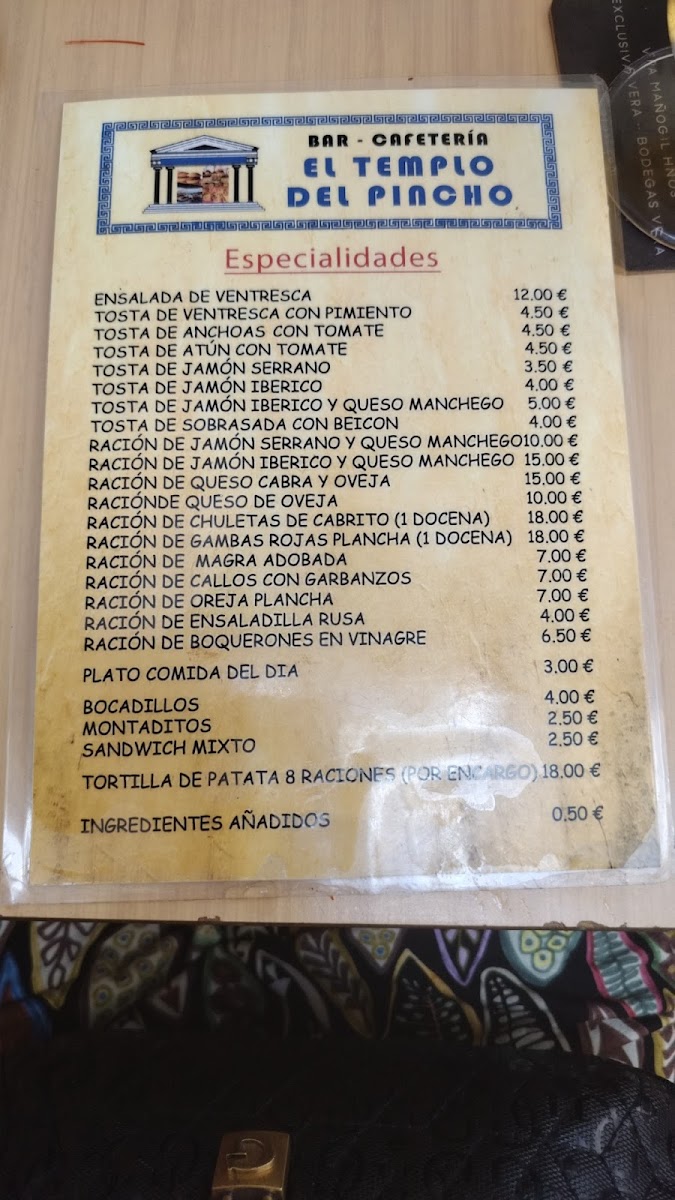 BAR - CAFETERÍA
EL TEMPLO
DEL PINCHO
Especialidades
ENSALADA DE VENTRESCA 12.00 €
TOSTA DE VENTRESCA CON PIMIENTO 4.50 €
TOSTA DE ANCHOAS CON TOMATE 4.50 €
TOSTA DE ATÚN CON TOMATE 4.50 €
TOSTA DE JAMÓN SERRANO 3.50 €
TOSTA DE JAMÓN IBERICO 4.00 €
TOSTA DE JAMÓN IBERICO Y QUESO MANCHEGO 5.00 €
TOSTA DE SOBRASADA CON BEICON 4.00 €
RACIÓN DE JAMÓN SERRANO Y QUESO MANCHEGO 10.00 €
RACIÓN DE JAMÓN IBERICO Y QUESO MANCHEGO 15.00 €
RACIÓN DE QUESO CABRA Y OVEJA 15.00 €
RACIÓNDE QUESO DE OVEJA 10.00 €
RACIÓN DE CHULETAS DE CABRITO (1 DOCENA) 18.00 €
RACIÓN DE GAMBAS ROJAS PLANCHA (1 DOCENA) 18.00 €
RACIÓN DE MAGRA ADOBADA 7.00 €
RACIÓN DE CALLOS CON GARBANZOS 7.00 €
RACIÓN DE OREJA PLANCHA 7.00 €
RACIÓN DE ENSALADILLA RUSA 4.00 €
RACIÓN DE BOQUERONES EN VINAGRE 6.50 €
PLATO COMIDA DEL DIA 3.00 €
BOCADILLOS 4.00 €
MONTADITOS 2.50 €
SANDWICH MIXTO 2.50 €
TORTILLA DE PATATA 8 RACIONES (POR ENCARGO) 18.00 €
INGREDIENTES AÑADIDOS 0.50 €
MAÑOGIL HNOS
BODEGAS
EXCLUSIVA VERA